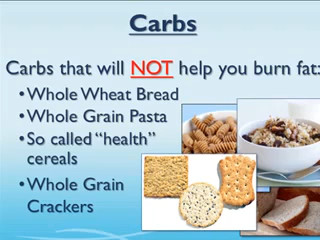 Carbs
Carbs that will NOT help you burn fat:
• Whole Wheat Bread
• Whole Grain Pasta
• So called “health”
cereals
• Whole Grain
Crackers